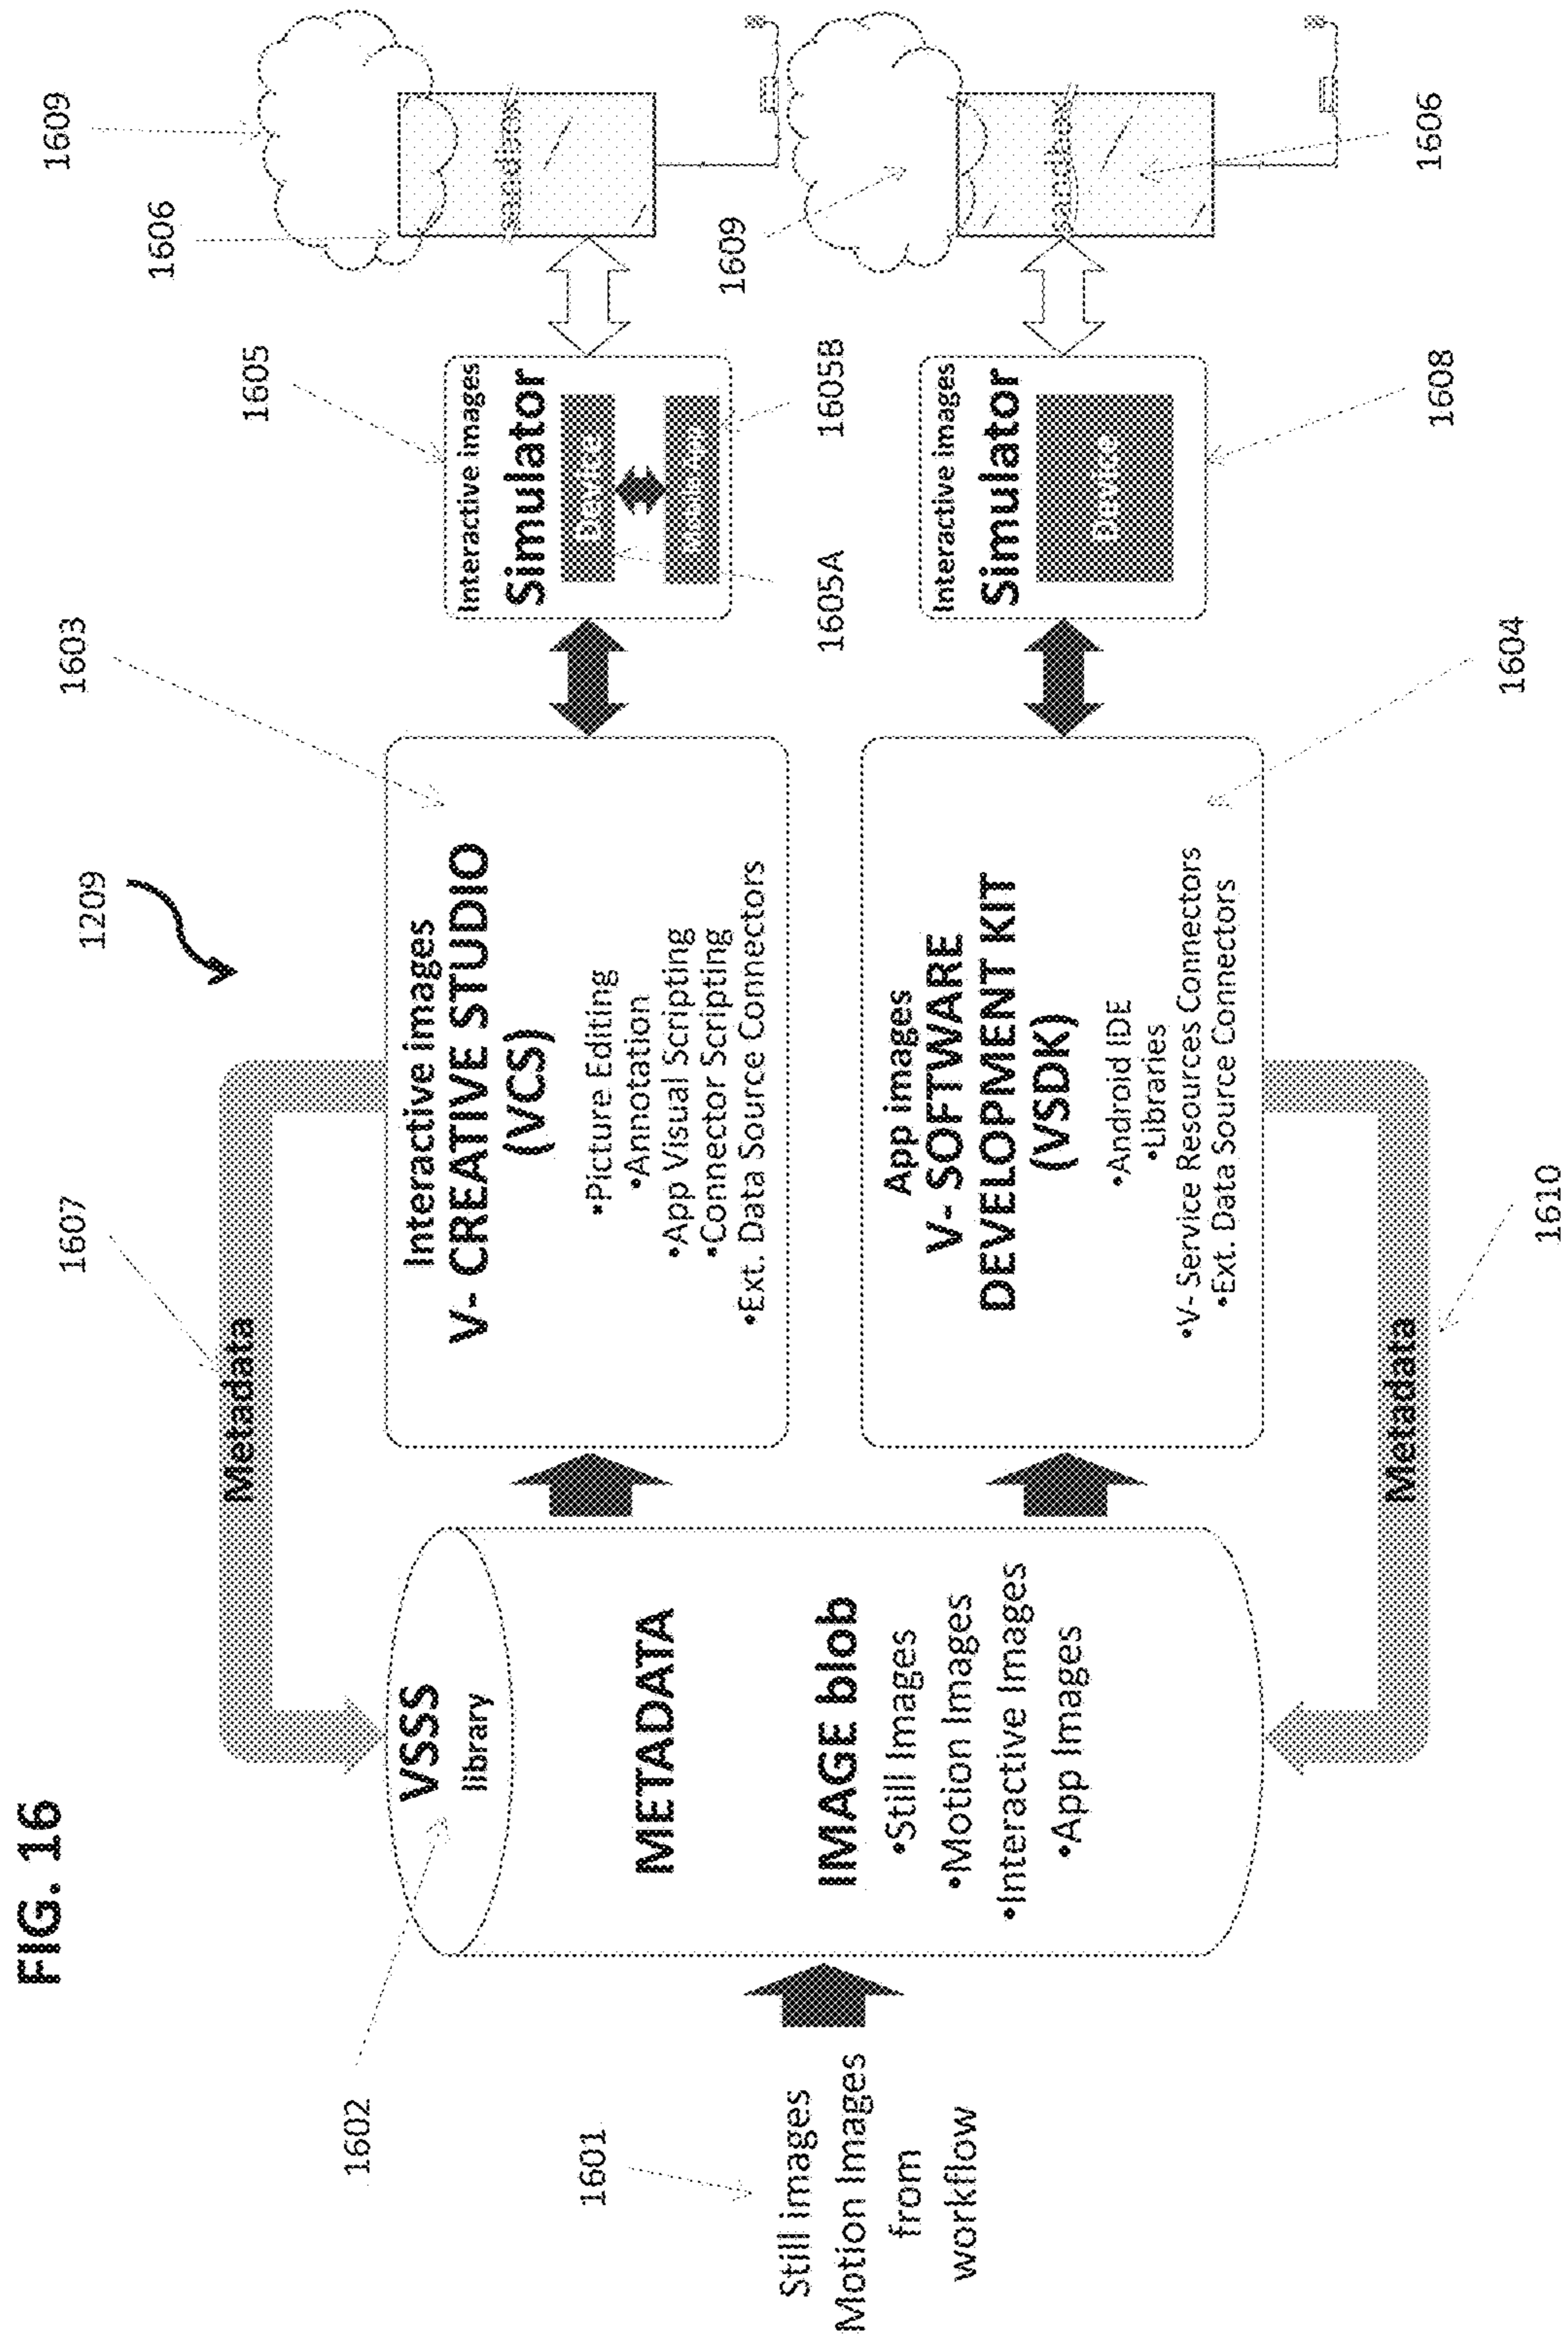 FIG. 16
1209
1601
Still images
Motion Images
from
workflow
1602
VSSS
library
METADATA
IMAGE blob
•Still Images
•Motion Images
•Interactive Images
•App Images
1607
Metadata
1603
Interactive images
V- CREATIVE STUDIO
(VCS)
•Picture Editing
•Annotation
•App Visual Scripting
•Connector Scripting
•Ext. Data Source Connectors
App images
V- SOFTWARE
DEVELOPMENT KIT
(VSDK)
•Android IDE
•Libraries
•V- Service Resources Connectors
•Ext. Data Source Connectors
1604
Metadata
1610
1605
Interactive images
Simulator
Device
1605A
1605B
Interactive images
Simulator
Device
1608
1609
1606
Sandbox
1609
Sandbox
1606